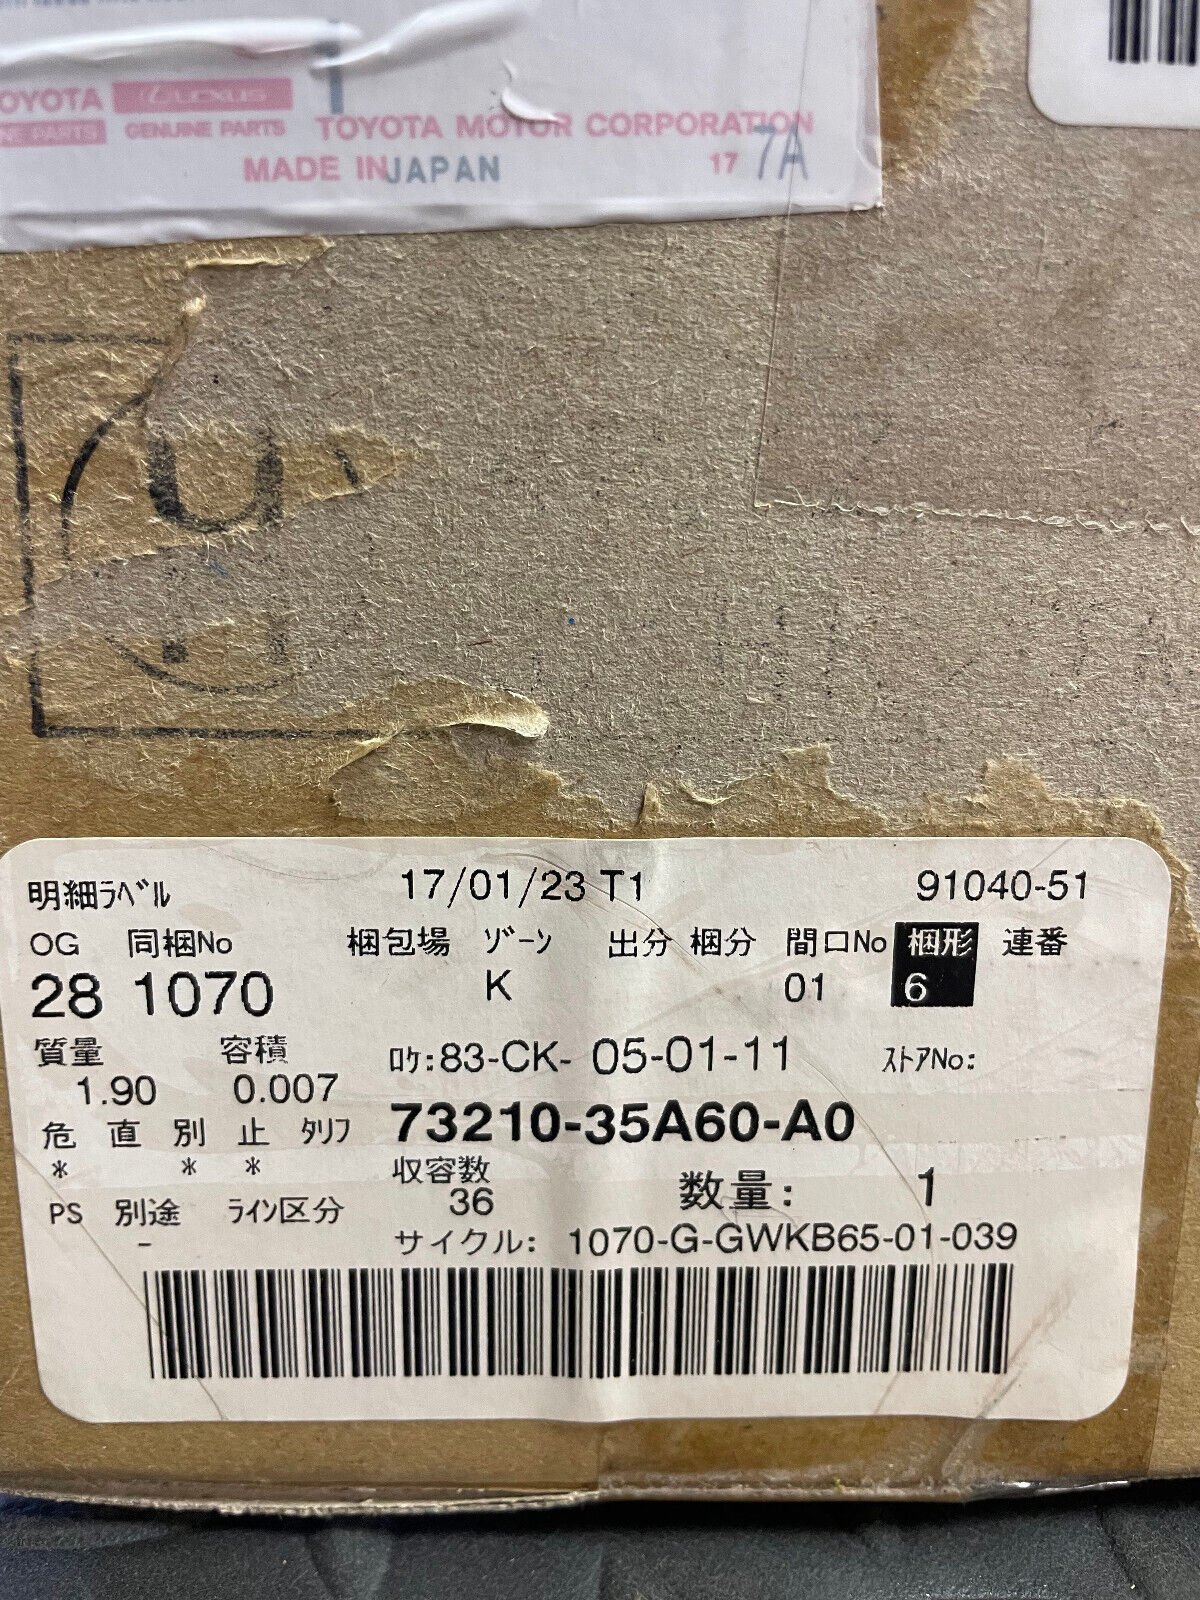 TOYOTA LEXUS
PARTS GENUINE PARTS TOYOTA MOTOR CORPORATION
MADE IN JAPAN 17 7A
明細ラベル 17/01/23 T1 91040-51
OG 同梱No 梱包場 ゾーン 出分 梱分 間口No 梱形 連番
28 1070 K 01 6
質量 容積 ロケ:83-CK- 05-01-11 ストアNo:
1.90 0.007
危 直 別 止 タリフ 73210-35A60-A0
* * * 収容数 数量: 1
PS 別途 ライン区分 36
- サイクル: 1070-G-GWKB65-01-039